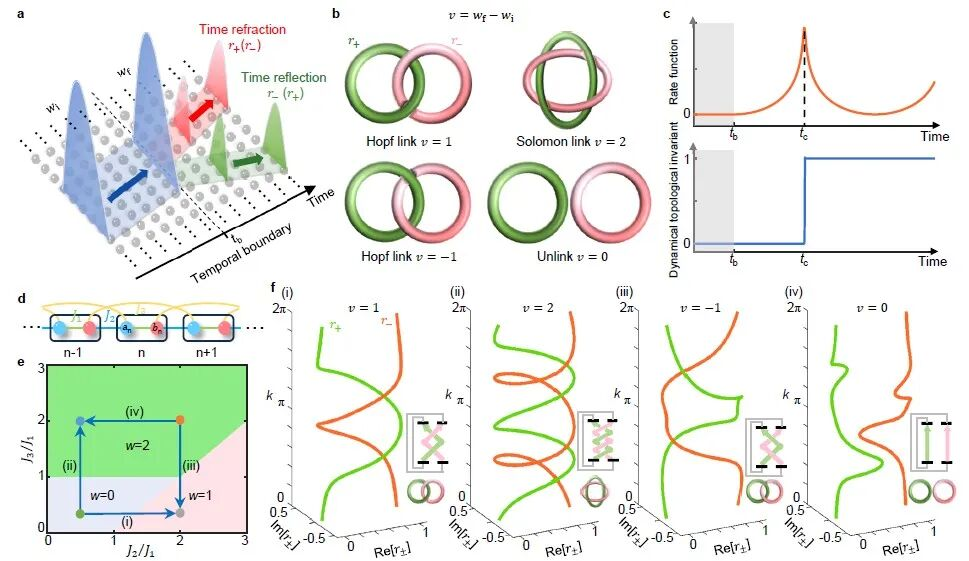 a
w_i
w_f
Time refraction
r_+(r_−)
Time reflection
r_− (r_+)
Time
t_b
Temporal boundary
b
v = w_f − w_i
r_+
r_−
Hopf link v = 1
Solomon link v = 2
Hopf link v = −1
Unlink v = 0
c
Rate function
0
t_b
t_c
Time
Dynamical topological invariant
1
0
t_b
t_c
Time
d
J_1
J_2
a_n
b_n
n-1
n
n+1
e
3
2
1
0
J_3/J_1
(iv)
w=2
(ii)
(iii)
w=0
w=1
(i)
0
1
2
3
J_2/J_1
f
(i)
v = 1
2π
r_+
r_−
k
π
0
0.5
-0.5
Im[r_±]
0
1
Re[r_±]
(ii)
v = 2
2π
k
π
0
0.5
-0.5
Im[r_±]
0
1
Re[r_±]
(iii)
v = −1
2π
k
π
0
0.5
-0.5
Im[r_±]
0
1
Re[r_±]
(iv)
v = 0
2π
k
π
0
0.5
-0.5
Im[r_±]
0
1
Re[r_±]